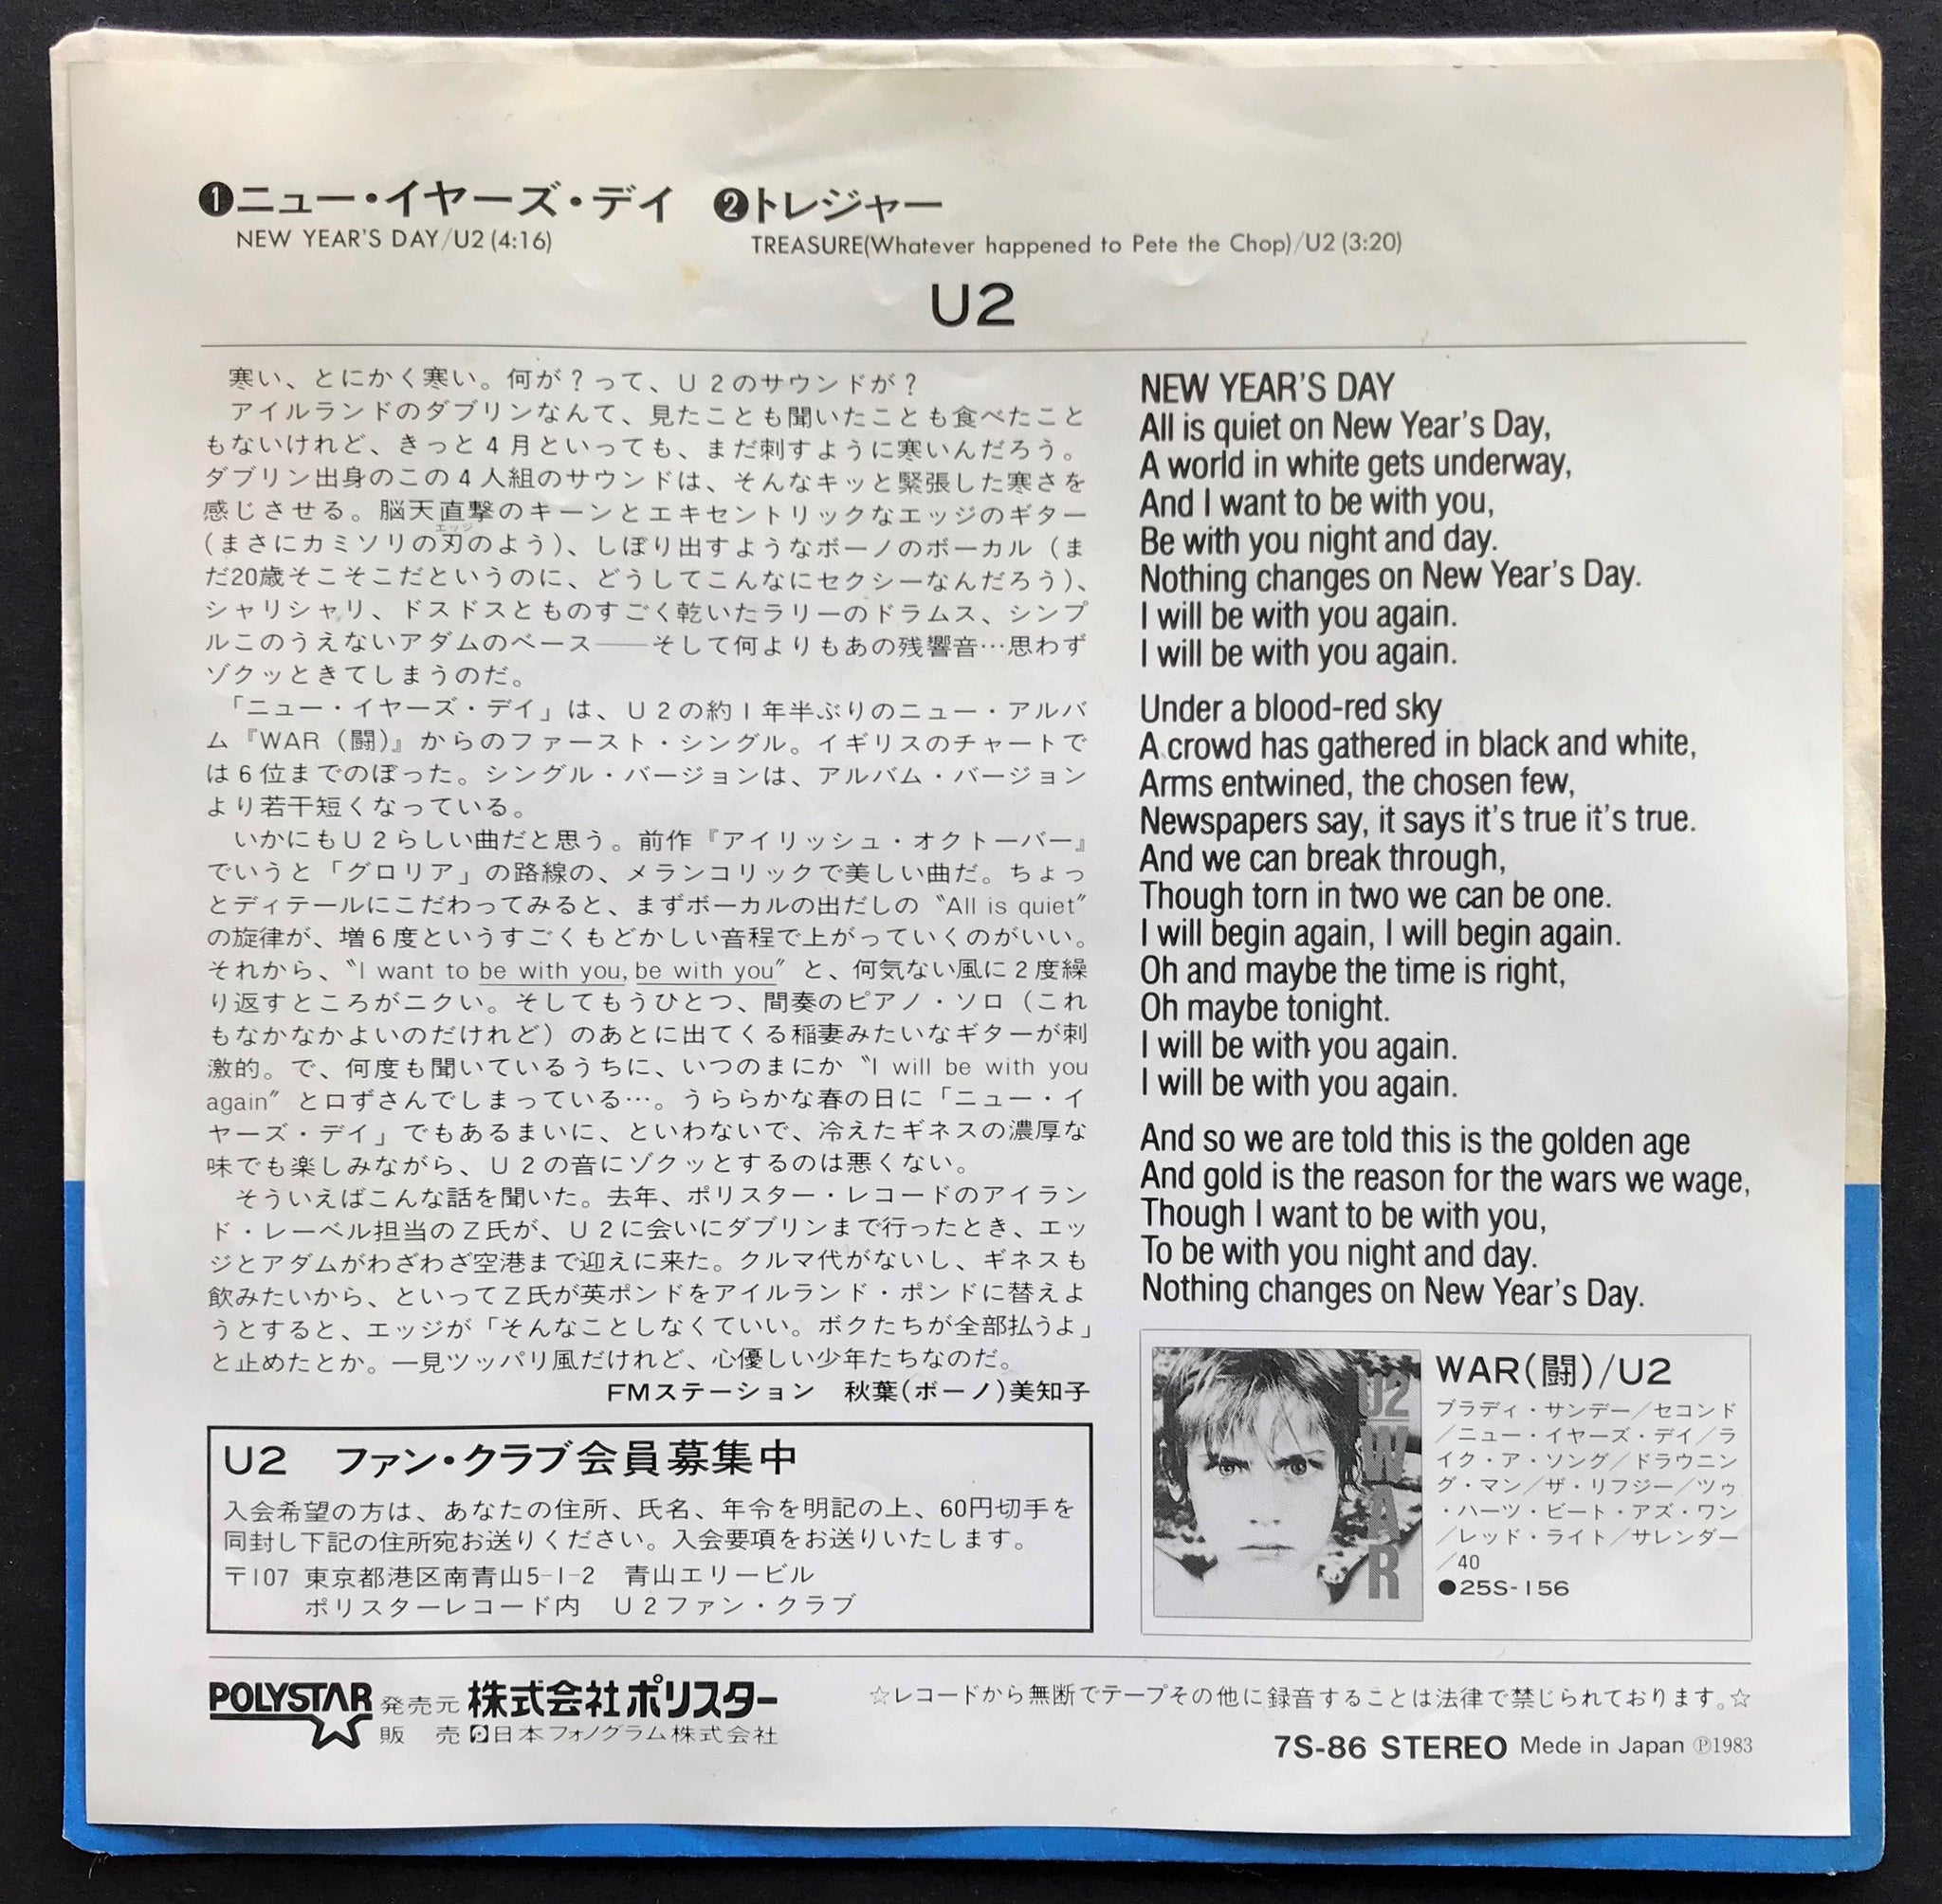 ❶ニュー・イヤーズ・デイ ❷トレジャー
NEW YEAR'S DAY/U2 (4:16) TREASURE(Whatever happened to Pete the Chop)/U2 (3:20)
U2
寒い、とにかく寒い。何が？って、U2のサウンドが？
アイルランドのダブリンなんて、見たことも聞いたことも食べたこと
もないけれど、きっと4月といっても、まだ刺すように寒いんだろう。
ダブリン出身のこの4人組のサウンドは、そんなキッと緊張した寒さを
感じさせる。脳天直撃のキーンとエキセントリックなエッジのギター
エッジ
（まさにカミソリの刃のよう）、しぼり出すようなボーノのボーカル（ま
だ20歳そこそこだというのに、どうしてこんなにセクシーなんだろう）、
シャリシャリ、ドスドスとものすごく乾いたラリーのドラムス、シンプ
ルこのうえないアダムのベース——そして何よりもあの残響音…思わず
ゾクッときてしまうのだ。
「ニュー・イヤーズ・デイ」は、U2の約1年半ぶりのニュー・アルバ
ム『WAR（闘）』からのファースト・シングル。イギリスのチャートで
は6位までのぼった。シングル・バージョンは、アルバム・バージョン
より若干短くなっている。
いかにもU2らしい曲だと思う。前作『アイリッシュ・オクトーバー』
でいうと「グロリア」の路線の、メランコリックで美しい曲だ。ちょっ
とディテールにこだわってみると、まずボーカルの出だしの〝All is quiet″
の旋律が、増6度というすごくもどかしい音程で上がっていくのがいい。
それから、〝I want to be with you, be with you″と、何気ない風に2度繰
り返すところがニクい。そしてもうひとつ、間奏のピアノ・ソロ（これ
もなかなかよいのだけれど）のあとに出てくる稲妻みたいなギターが刺
激的。で、何度も聞いているうちに、いつのまにか〝I will be with you
again″と口ずさんでしまっている…。うららかな春の日に「ニュー・イ
ヤーズ・デイ」でもあるまいに、といわないで、冷えたギネスの濃厚な
味でも楽しみながら、U2の音にゾクッとするのは悪くない。
そういえばこんな話を聞いた。去年、ポリスター・レコードのアイラン
ド・レーベル担当のZ氏が、U2に会いにダブリンまで行ったとき、エッ
ジとアダムがわざわざ空港まで迎えに来た。クルマ代がないし、ギネスも
飲みたいから、といってZ氏が英ポンドをアイルランド・ポンドに替えよ
うとすると、エッジが「そんなことしなくていい。ボクたちが全部払うよ」
と止めたとか。一見ツッパリ風だけれど、心優しい少年たちなのだ。
FMステーション 秋葉(ボーノ)美知子
U2 ファン・クラブ会員募集中
入会希望の方は、あなたの住所、氏名、年令を明記の上、60円切手を
同封し下記の住所宛お送りください。入会要項をお送りいたします。
〒107 東京都港区南青山5-1-2 青山エリービル
ポリスターレコード内 U2ファン・クラブ
NEW YEAR'S DAY
All is quiet on New Year's Day,
A world in white gets underway,
And I want to be with you,
Be with you night and day.
Nothing changes on New Year's Day.
I will be with you again.
I will be with you again.
Under a blood-red sky
A crowd has gathered in black and white,
Arms entwined, the chosen few,
Newspapers say, it says it's true it's true.
And we can break through,
Though torn in two we can be one.
I will begin again, I will begin again.
Oh and maybe the time is right,
Oh maybe tonight.
I will be with you again.
I will be with you again.
And so we are told this is the golden age
And gold is the reason for the wars we wage,
Though I want to be with you,
To be with you night and day.
Nothing changes on New Year's Day.
U2
WAR
WAR(闘)/U2
ブラディ・サンデー／セコンド
／ニュー・イヤーズ・デイ／ラ
イク・ア・ソング／ドラウニン
グ・マン／ザ・リフジー／ツゥ
・ハーツ・ビート・アズ・ワン
／レッド・ライト／サレンダー
／40
●25S-156
POLYSTAR 発売元 株式会社ポリスター
販 売 日本フォノグラム株式会社
☆レコードから無断でテープその他に録音することは法律で禁じられております。☆
7S-86 STEREO Mede in Japan Ⓟ1983